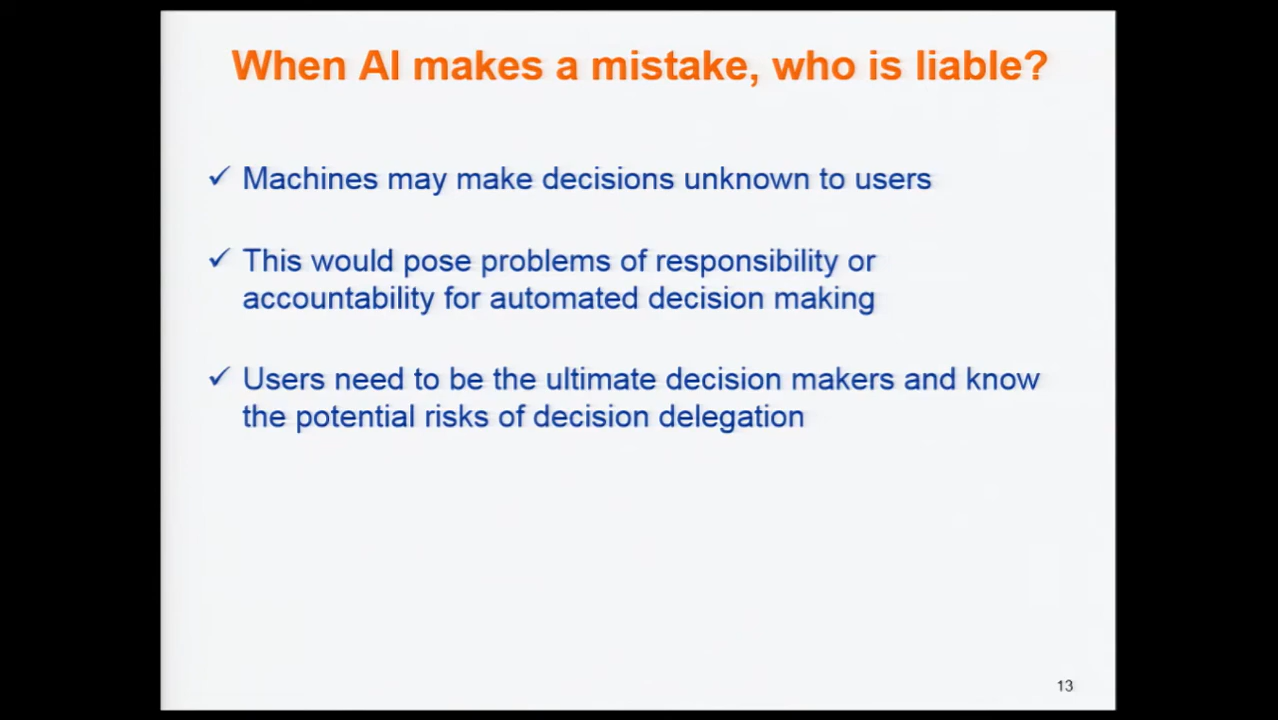 When AI makes a mistake, who is liable?
✓ Machines may make decisions unknown to users
✓ This would pose problems of responsibility or
accountability for automated decision making
✓ Users need to be the ultimate decision makers and know
the potential risks of decision delegation
13